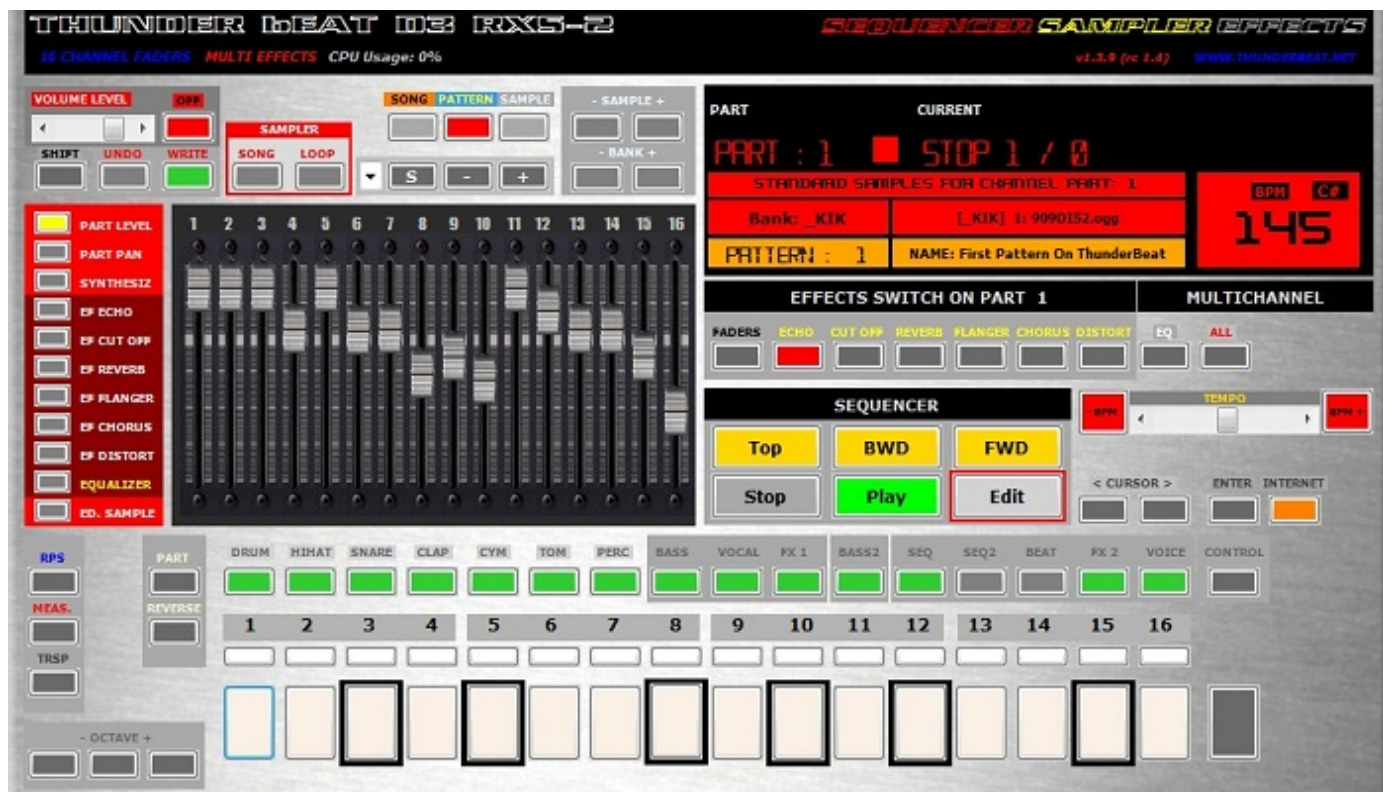 THUNDER bEAT D3 RXS-2 SEQUENCER SAMPLER EFFECTS
16 CHANNEL FADERS MULTI EFFECTS CPU Usage: 0% v1.3.9 (rc 1.4) WWW.THUNDERBEAT.NET
VOLUME LEVEL OFF
SHIFT UNDO WRITE
SAMPLER
SONG LOOP
SONG PATTERN SAMPLE
S - +
- SAMPLE +
- BANK +
PART CURRENT
PART : 1 STOP 1 / 0
STANDARD SAMPLES FOR CHANNEL PART: 1
Bank: _KIK [_KIK] 1: 909DIS2.ogg
PATTERN : 1 NAME: First Pattern On ThunderBeat
BPM C#
145
PART LEVEL
PART PAN
SYNTHESIZ
EF ECHO
EF CUT OFF
EF REVERB
EF FLANGER
EF CHORUS
EF DISTORT
EQUALIZER
ED. SAMPLE
1 2 3 4 5 6 7 8 9 10 11 12 13 14 15 16
EFFECTS SWITCH ON PART 1 MULTICHANNEL
FADERS ECHO CUT OFF REVERB FLANGER CHORUS DISTORT EQ ALL
SEQUENCER
Top BWD FWD
Stop Play Edit
- BPM TEMPO BPM +
< CURSOR > ENTER INTERNET
RPS PART
MEAS. REVERSE
TRSP
DRUM HIHAT SNARE CLAP CYM TOM PERC BASS VOCAL FX 1 BASS2 SEQ SEQ2 BEAT FX 2 VOICE CONTROL
1 2 3 4 5 6 7 8 9 10 11 12 13 14 15 16
- OCTAVE +